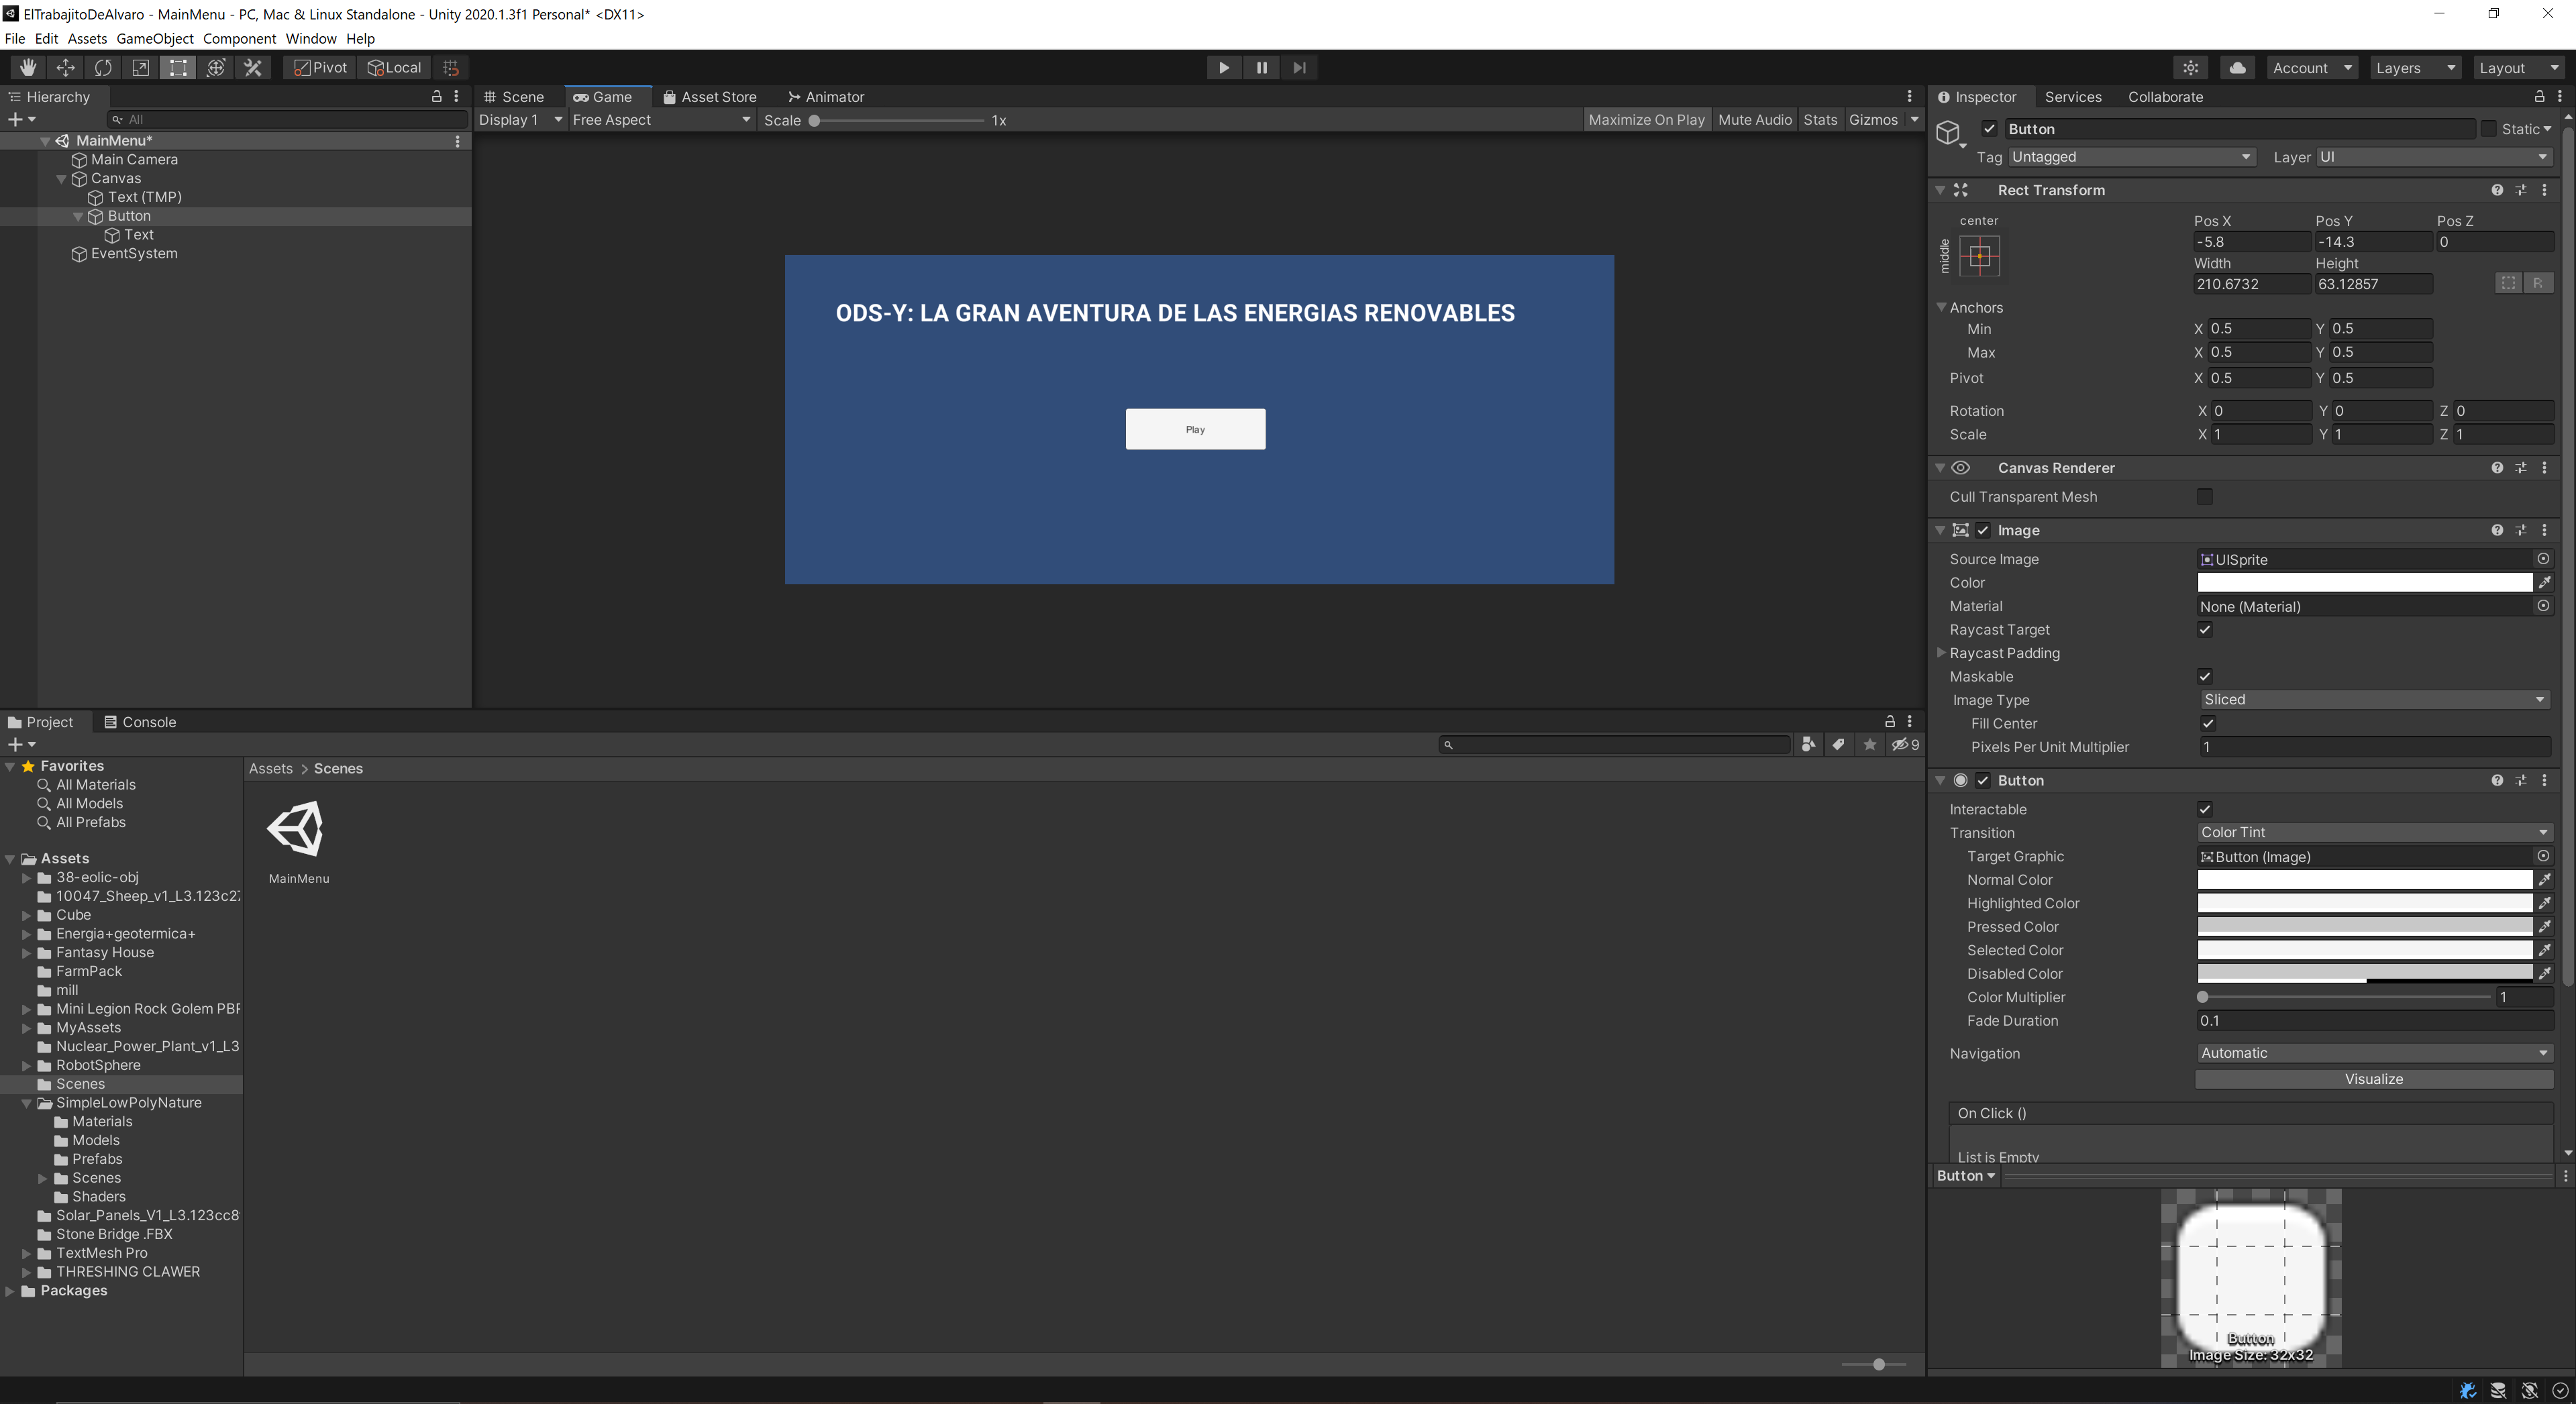 ElTrabajitoDeAlvaro - MainMenu - PC, Mac & Linux Standalone - Unity 2020.1.3f1 Personal* <DX11>
File Edit Assets GameObject Component Window Help
Pivot Local Account Layers Layout
Hierarchy
All
MainMenu*
Main Camera
Canvas
Text (TMP)
Button
Text
EventSystem
Scene Game Asset Store Animator
Display 1 Free Aspect Scale 1x Maximize On Play Mute Audio Stats Gizmos
ODS-Y: LA GRAN AVENTURA DE LAS ENERGIAS RENOVABLES
Play
Project Console
9
Favorites
All Materials
All Models
All Prefabs
Assets
38-eolic-obj
10047_Sheep_v1_L3.123c2
Cube
Energia+geotermica+
Fantasy House
FarmPack
mill
Mini Legion Rock Golem PBR
MyAssets
Nuclear_Power_Plant_v1_L3
RobotSphere
Scenes
SimpleLowPolyNature
Materials
Models
Prefabs
Scenes
Shaders
Solar_Panels_V1_L3.123cc8
Stone Bridge .FBX
TextMesh Pro
THRESHING CLAWER
Packages
Assets > Scenes
MainMenu
Inspector Services Collaborate
Button Static
Tag Untagged Layer UI
Rect Transform
center
middle
Pos X Pos Y Pos Z
-5.8 -14.3 0
Width Height
210.6732 63.12857 R
Anchors
Min X 0.5 Y 0.5
Max X 0.5 Y 0.5
Pivot X 0.5 Y 0.5
Rotation X 0 Y 0 Z 0
Scale X 1 Y 1 Z 1
Canvas Renderer
Cull Transparent Mesh
Image
Source Image UISprite
Color
Material None (Material)
Raycast Target
Raycast Padding
Maskable
Image Type Sliced
Fill Center
Pixels Per Unit Multiplier 1
Button
Interactable
Transition Color Tint
Target Graphic Button (Image)
Normal Color
Highlighted Color
Pressed Color
Selected Color
Disabled Color
Color Multiplier 1
Fade Duration 0.1
Navigation Automatic
Visualize
On Click ()
List is Empty
Button
Button
Image Size: 32x32